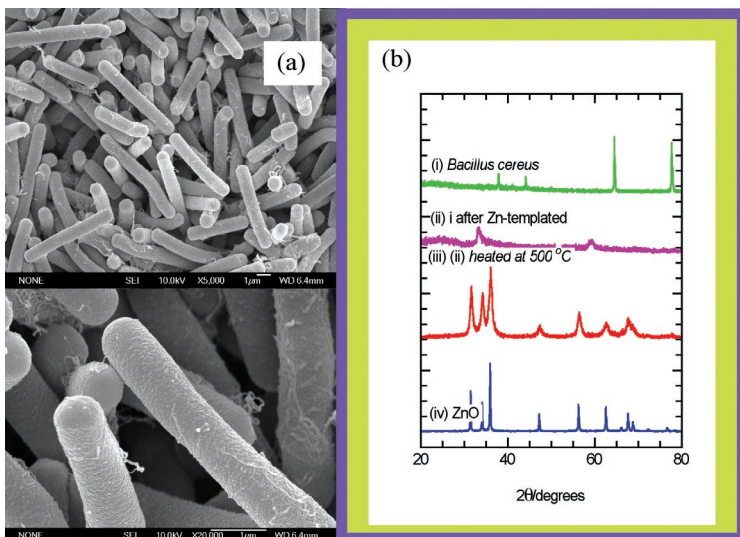 (a)
NONE SEI 10.0kV X5,000 1μm WD 6.4mm
NONE SEI 10.0kV X20,000 1μm WD 6.4mm
(b)
(i) Bacillus cereus
(ii) i after Zn-templated
(iii) (ii) heated at 500 °C
(iv) ZnO
20 40 60 80
2θ/degrees